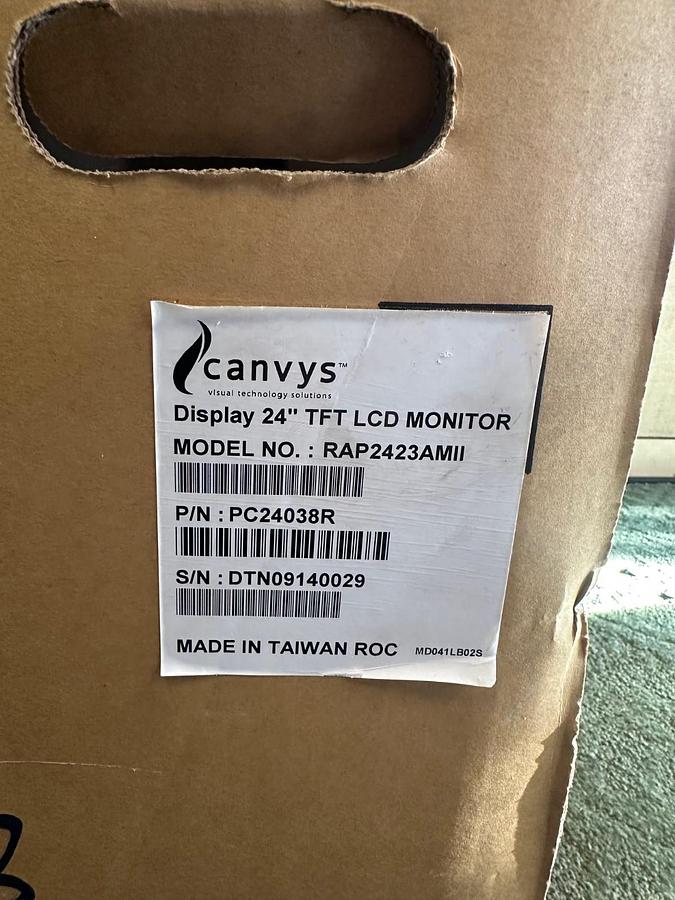 canvys™
visual technology solutions
Display 24" TFT LCD MONITOR
MODEL NO. : RAP2423AMII
P/N : PC24038R
S/N : DTN09140029
MADE IN TAIWAN ROC MD041LB02S